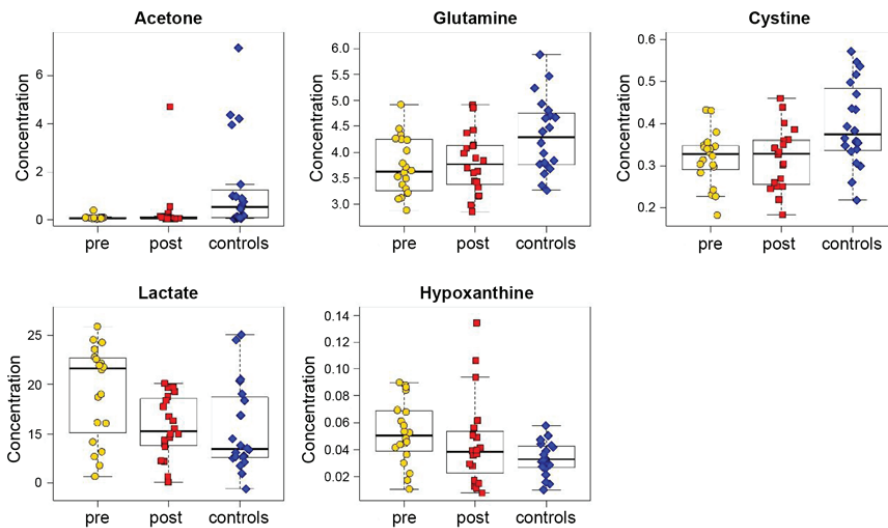 Acetone
Concentration
6
4
2
0
pre post controls
Glutamine
Concentration
6.0
5.5
5.0
4.5
4.0
3.5
3.0
pre post controls
Cystine
Concentration
0.6
0.5
0.4
0.3
0.2
pre post controls
Lactate
Concentration
25
20
15
0
pre post controls
Hypoxanthine
Concentration
0.14
0.12
0.10
0.08
0.06
0.04
0.02
pre post controls